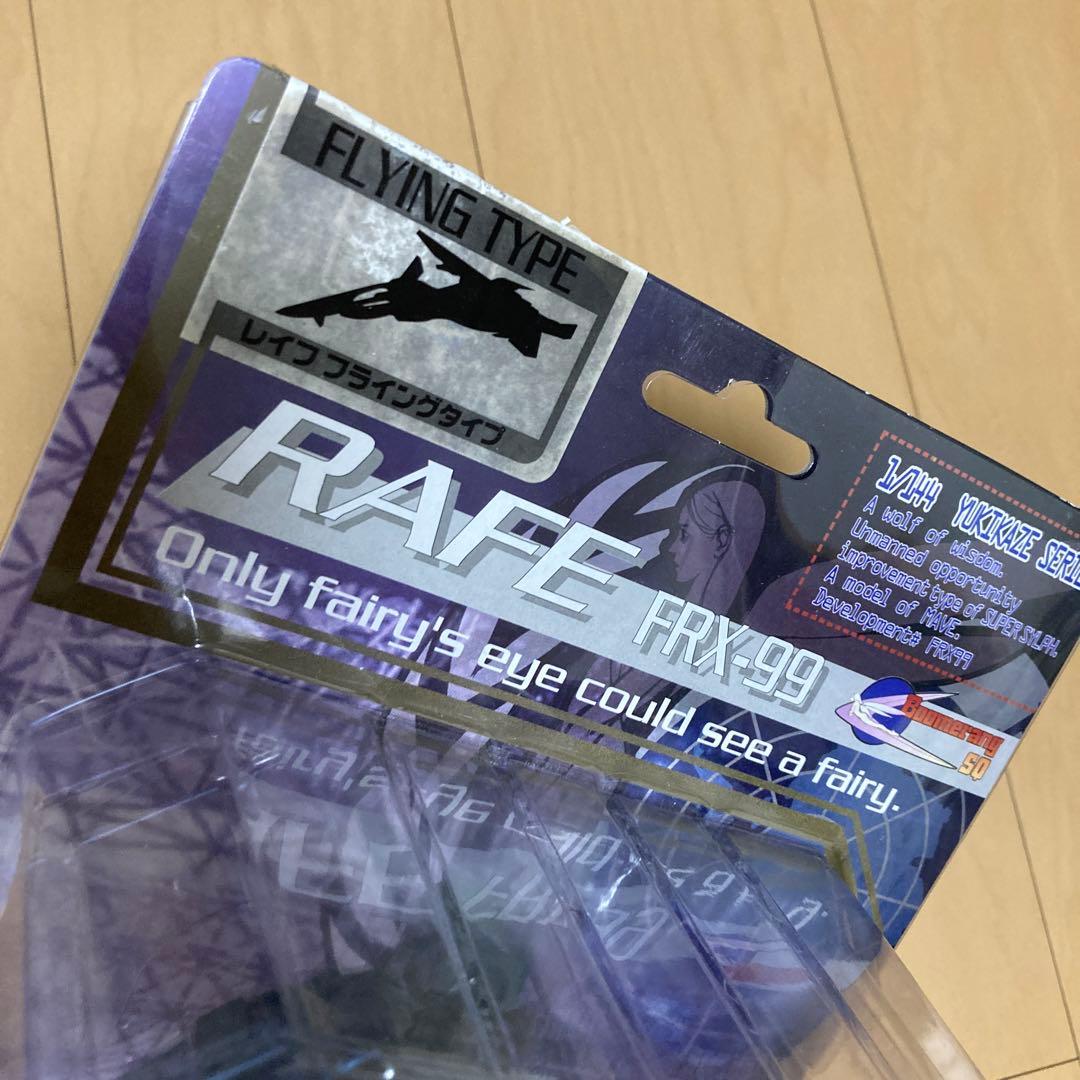 FLYING TYPE
レイフ フライングタイプ
RAFE FRX-99
Only fairy's eye could see a fairy.
1/144 YUKIKAZE SERIE
A wolf of wisdom.
Unmanned opportunity
improvement type of SUPER SYLPH.
A model of MAVE.
Development# FRX99
Boomerang
SQ